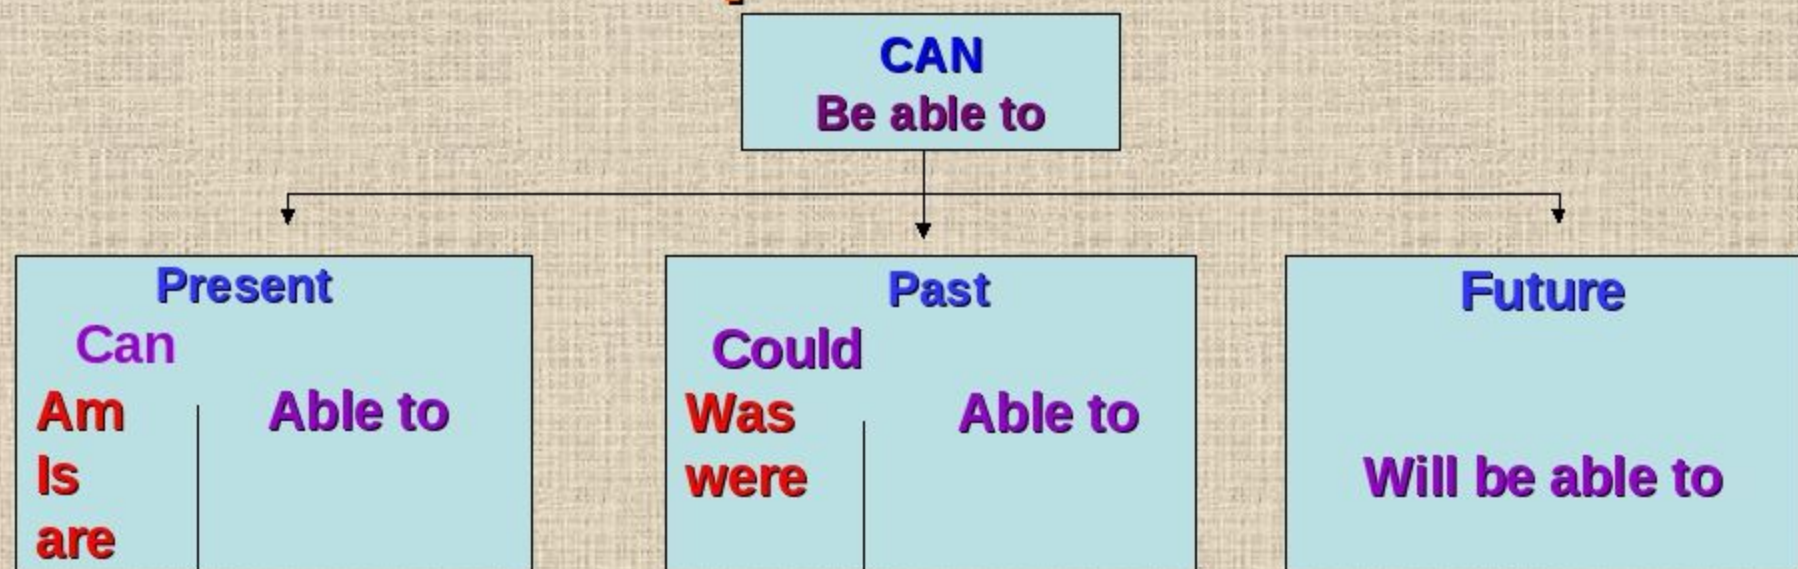 CAN
Be able to
Present
Can
Am
Is
are
Able to
Past
Could
Was
were
Able to
Future
Will be able to